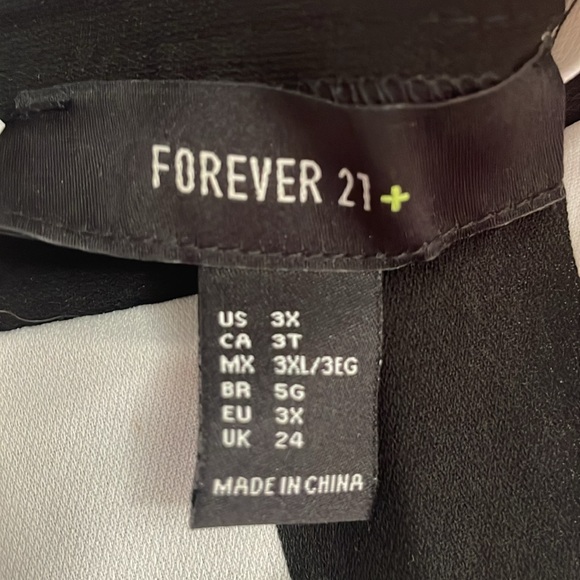 FOREVER 21+
US 3X
CA 3T
MX 3XL/3EG
BR 5G
EU 3X
UK 24
MADE IN CHINA